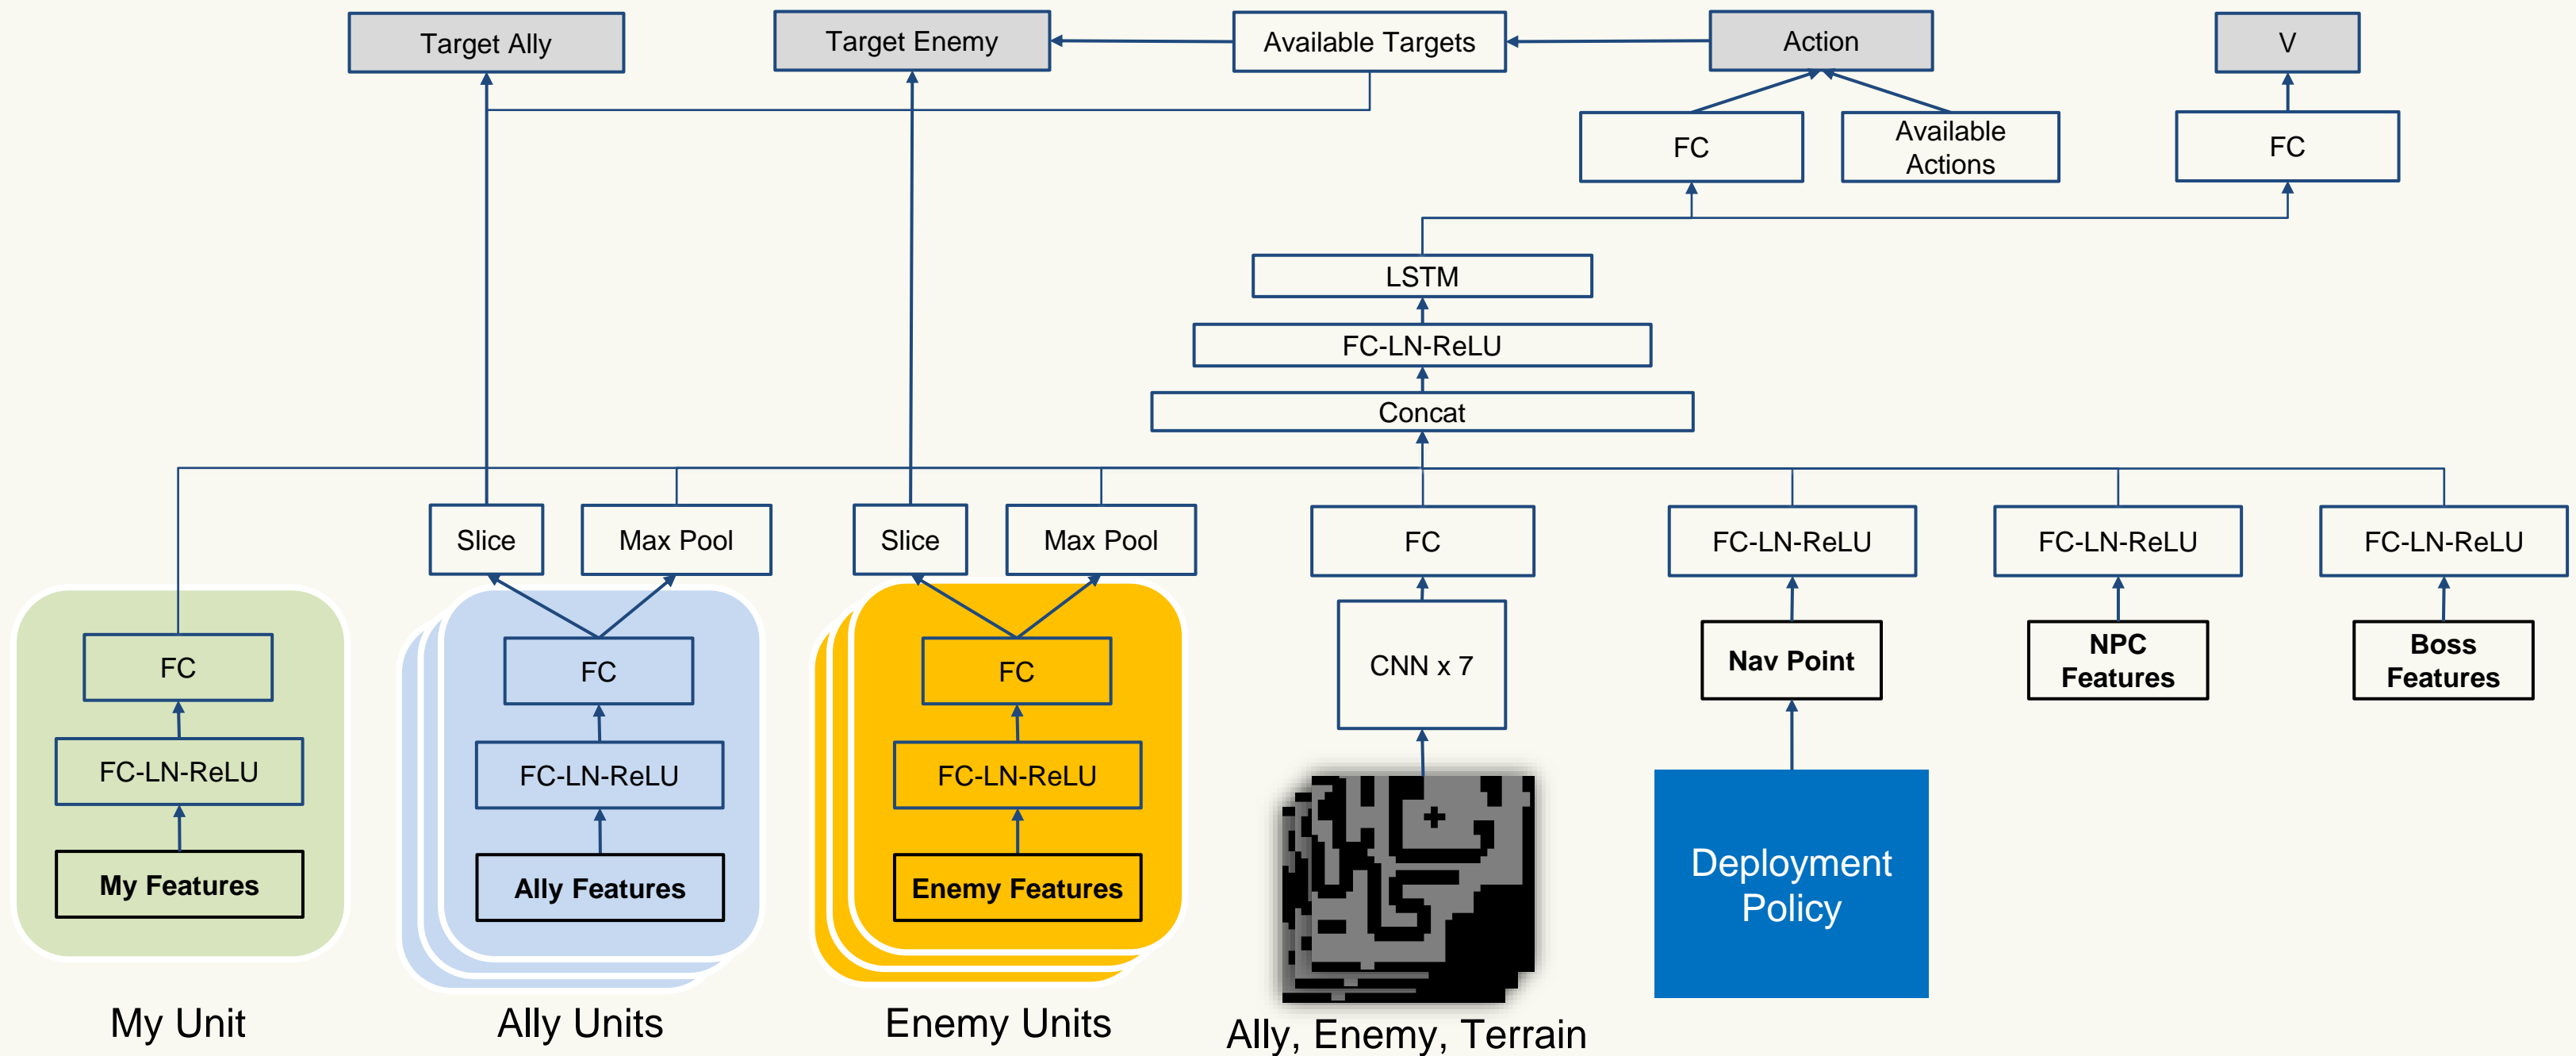 Target Ally
Target Enemy
Available Targets
Action
V
FC
Available
Actions
FC
LSTM
FC-LN-ReLU
Concat
Slice
Max Pool
Slice
Max Pool
FC
FC-LN-ReLU
FC-LN-ReLU
FC-LN-ReLU
FC
FC
FC
CNN x 7
Nav Point
NPC
Features
Boss
Features
FC-LN-ReLU
FC-LN-ReLU
FC-LN-ReLU
My Features
Ally Features
Enemy Features
Deployment
Policy
My Unit
Ally Units
Enemy Units
Ally, Enemy, Terrain